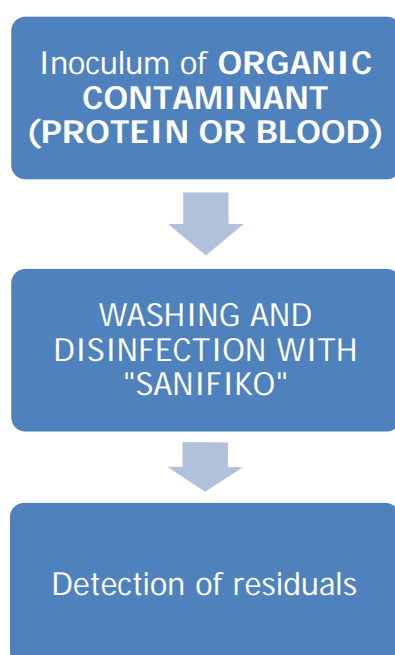 Inoculum of ORGANIC
CONTAMINANT
(PROTEIN OR BLOOD)
WASHING AND
DISINFECTION WITH
"SANIFIKO"
Detection of residuals